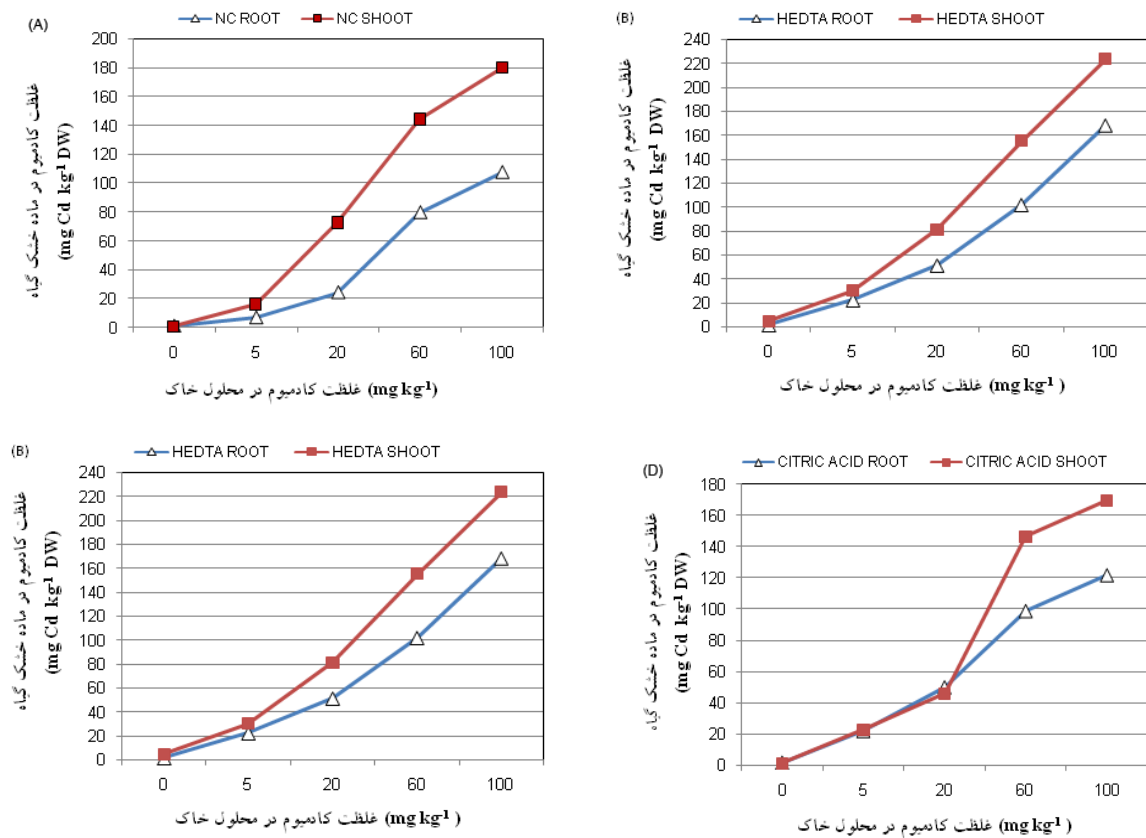 (A)
NC ROOT NC SHOOT
200
180
160
140
120
100
80
60
40
20
0
0 5 20 60 100
غلظت کادمیوم در ماده خشک گیاه
(mg Cd kg-1 DW)
غلظت کادمیوم در محلول خاک (mg kg-1)
(B)
HEDTA ROOT HEDTA SHOOT
240
220
200
180
160
140
120
100
80
60
40
20
0
0 5 20 60 100
غلظت کادمیوم در ماده خشک گیاه
(mg Cd kg-1 DW)
غلظت کادمیوم در محلول خاک (mg kg-1 )
(B)
HEDTA ROOT HEDTA SHOOT
240
220
200
180
160
140
120
100
80
60
40
20
0
0 5 20 60 100
غلظت کادمیوم در ماده خشک گیاه
(mg Cd kg-1 DW)
غلظت کادمیوم در محلول خاک (mg kg-1 )
(D)
CITRIC ACID ROOT CITRIC ACID SHOOT
180
160
140
120
100
80
60
40
20
0
0 5 20 60 100
غلظت کادمیوم در ماده خشک گیاه
(mg Cd kg-1 DW)
غلظت کادمیوم در محلول خاک (mg kg-1 )